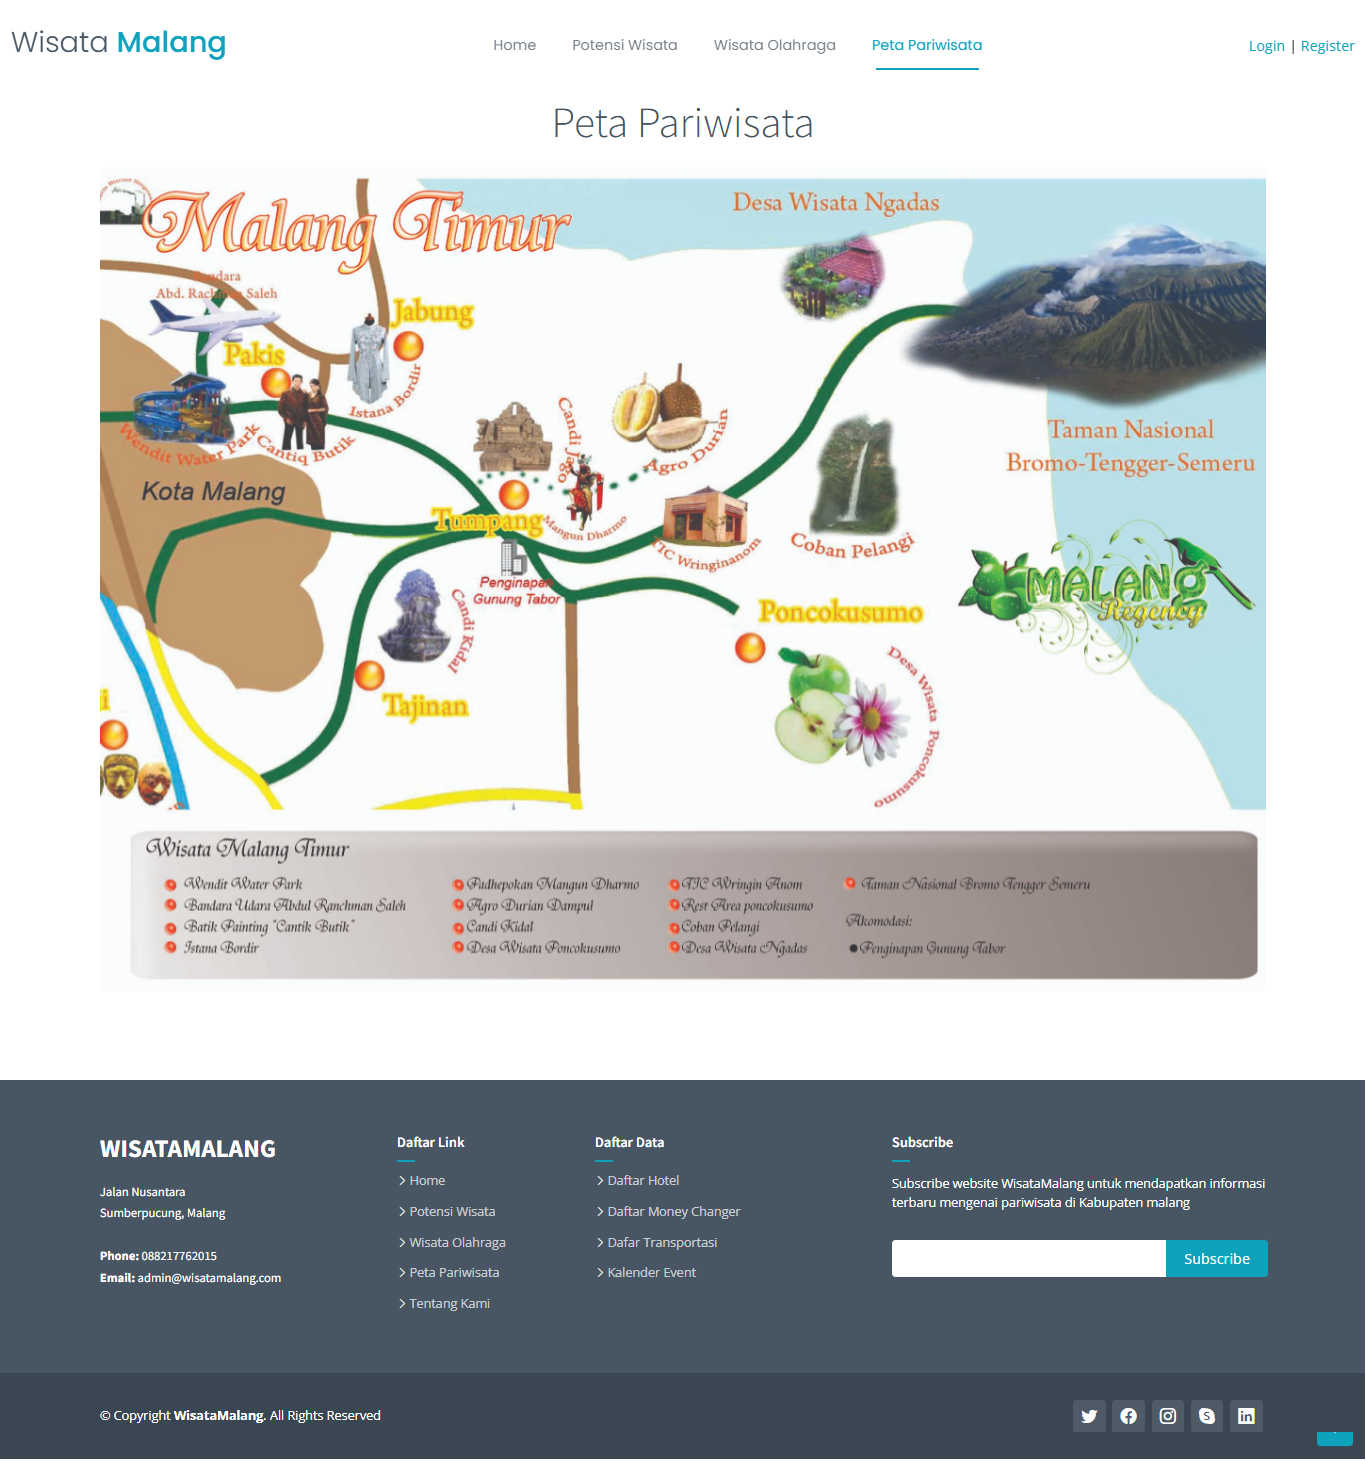 Wisata Malang
Home
Potensi Wisata
Wisata Olahraga
Peta Pariwisata
Login | Register
Peta Pariwisata
Malang Timur
Desa Wisata Ngadas
Bandara
Abd. Rachman Saleh
Jabung
Pakis
Istana Bordir
Wendit Water Park
Cantiq Butik
Candi Jago
Agro Durian
Taman Nasional
Bromo-Tengger-Semeru
Kota Malang
Tumpang
Mangun Dharmo
TIC Wringinanom
Coban Pelangi
Penginapan
Gunung Tabor
Candi Kidal
MALANG
Regency
Poncokusumo
Desa Wisata Poncokusumo
Tajinan
i
Wisata Malang Timur
Wendit Water Park
Bandara Udara Abdul Ranchman Saleh
Batik Painting "Cantik Butik"
Istana Bordir
Padhepokan Mangun Dharmo
Agro Durian Dampul
Candi Kidal
Desa Wisata Poncokusumo
TIC Wringin Anom
Rest Area poncokusumo
Coban Pelangi
Desa Wisata Ngadas
Taman Nasional Bromo Tengger Semeru
Akomodasi:
Penginapan Gunung Tabor
WISATAMALANG
Jalan Nusantara
Sumberpucung, Malang
Phone: 088217762015
Email: admin@wisatamalang.com
Daftar Link
Home
Potensi Wisata
Wisata Olahraga
Peta Pariwisata
Tentang Kami
Daftar Data
Daftar Hotel
Daftar Money Changer
Dafar Transportasi
Kalender Event
Subscribe
Subscribe website WisataMalang untuk mendapatkan informasi
terbaru mengenai pariwisata di Kabupaten malang
Subscribe
© Copyright WisataMalang. All Rights Reserved